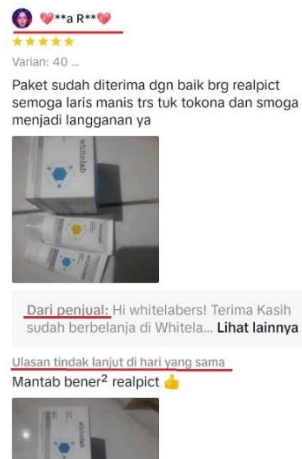 💖**a R**💖
Varian: 40 ...
Paket sudah diterima dgn baik brg realpict
semoga laris manis trs tuk tokona dan smoga
menjadi langganan ya
whitelab
whitelab
Dari penjual: Hi whitelabers! Terima Kasih
sudah berbelanja di Whitela... Lihat lainnya
Ulasan tindak lanjut di hari yang sama
Mantab bener² realpict 👍